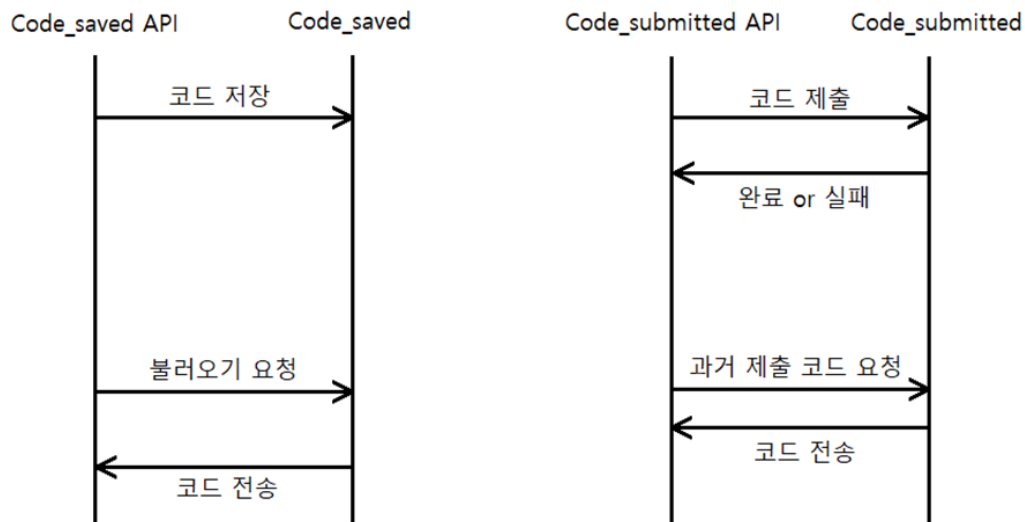 Code_saved API
Code_saved
코드 저장
불러오기 요청
코드 전송
Code_submitted API
Code_submitted
코드 제출
완료 or 실패
과거 제출 코드 요청
코드 전송